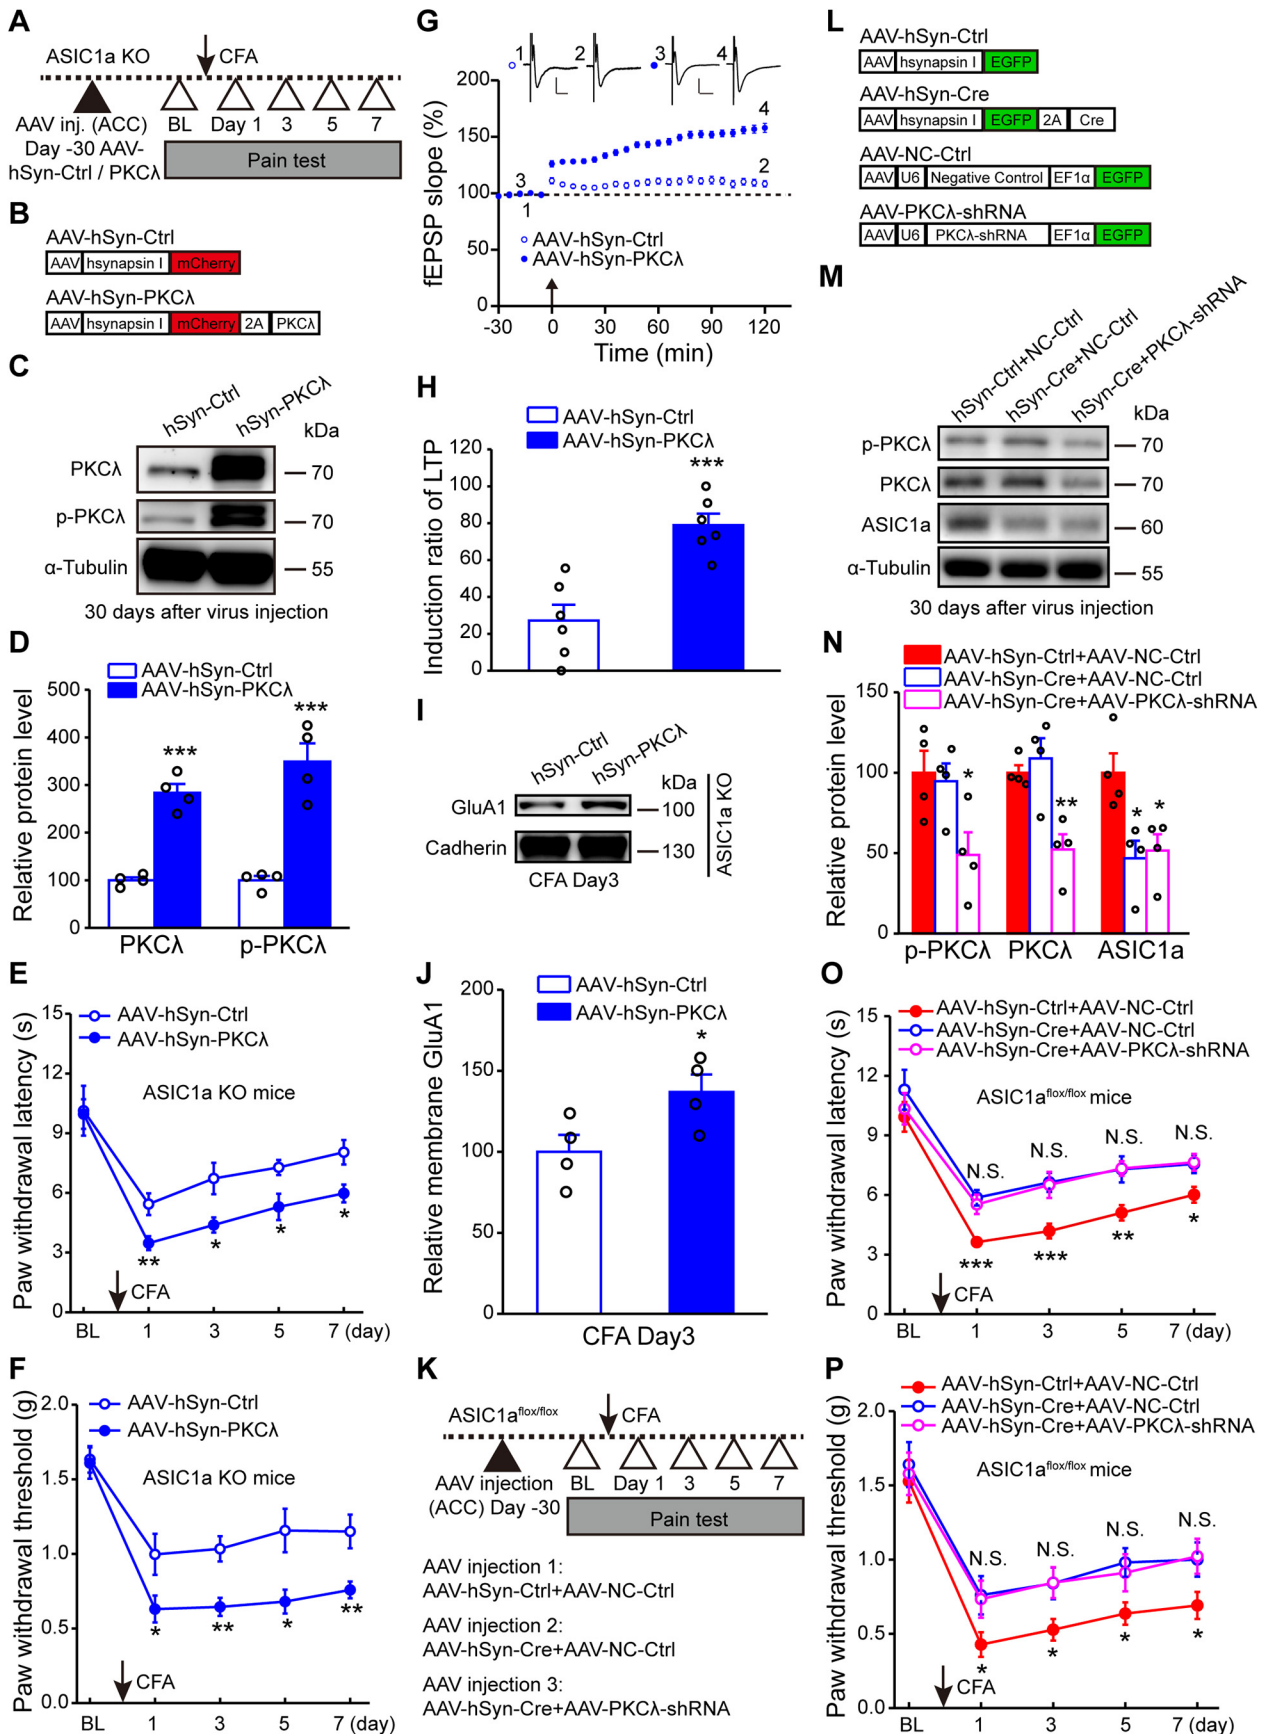 A
ASIC1a KO
CFA
AAV inj. (ACC)
Day -30 AAV-
hSyn-Ctrl / PKCλ
BL Day 1 3 5 7
Pain test
B
AAV-hSyn-Ctrl
AAV hsynapsin I mCherry
AAV-hSyn-PKCλ
AAV hsynapsin I mCherry 2A PKCλ
C
hSyn-Ctrl hSyn-PKCλ
kDa
PKCλ 70
p-PKCλ 70
α-Tubulin 55
30 days after virus injection
D
AAV-hSyn-Ctrl
AAV-hSyn-PKCλ
Relative protein level
500
400
300
200
100
0
*** ***
PKCλ p-PKCλ
E
AAV-hSyn-Ctrl
AAV-hSyn-PKCλ
ASIC1a KO mice
Paw withdrawal latency (s)
15
12
9
6
3
0
** * * *
CFA
BL 1 3 5 7 (day)
F
AAV-hSyn-Ctrl
AAV-hSyn-PKCλ
ASIC1a KO mice
Paw withdrawal threshold (g)
2.0
1.5
1.0
0.5
0.0
* ** * **
CFA
BL 1 3 5 7 (day)
G
1 2 3 4
fEPSP slope (%)
200
150
100
50
0
4
2
3
1
AAV-hSyn-Ctrl
AAV-hSyn-PKCλ
-30 0 30 60 90 120
Time (min)
H
AAV-hSyn-Ctrl
AAV-hSyn-PKCλ
Induction ratio of LTP
120
100
80
60
40
20
0
***
I
hSyn-Ctrl hSyn-PKCλ
kDa
GluA1 100
Cadherin 130
ASIC1a KO
CFA Day3
J
AAV-hSyn-Ctrl
AAV-hSyn-PKCλ
Relative membrane GluA1
200
150
100
50
0
*
CFA Day3
K
ASIC1a flox/flox
CFA
AAV injection
(ACC) Day -30
BL Day 1 3 5 7
Pain test
AAV injection 1:
AAV-hSyn-Ctrl+AAV-NC-Ctrl
AAV injection 2:
AAV-hSyn-Cre+AAV-NC-Ctrl
AAV injection 3:
AAV-hSyn-Cre+AAV-PKCλ-shRNA
L
AAV-hSyn-Ctrl
AAV hsynapsin I EGFP
AAV-hSyn-Cre
AAV hsynapsin I EGFP 2A Cre
AAV-NC-Ctrl
AAV U6 Negative Control EF1α EGFP
AAV-PKCλ-shRNA
AAV U6 PKCλ-shRNA EF1α EGFP
M
hSyn-Ctrl+NC-Ctrl
hSyn-Cre+NC-Ctrl
hSyn-Cre+PKCλ-shRNA
kDa
p-PKCλ 70
PKCλ 70
ASIC1a 60
α-Tubulin 55
30 days after virus injection
N
AAV-hSyn-Ctrl+AAV-NC-Ctrl
AAV-hSyn-Cre+AAV-NC-Ctrl
AAV-hSyn-Cre+AAV-PKCλ-shRNA
Relative protein level
150
100
50
0
* ** * *
p-PKCλ PKCλ ASIC1a
O
AAV-hSyn-Ctrl+AAV-NC-Ctrl
AAV-hSyn-Cre+AAV-NC-Ctrl
AAV-hSyn-Cre+AAV-PKCλ-shRNA
ASIC1a flox/flox mice
Paw withdrawal latency (s)
15
12
9
6
3
0
N.S. N.S. N.S. N.S.
*** *** ** *
CFA
BL 1 3 5 7 (day)
P
AAV-hSyn-Ctrl+AAV-NC-Ctrl
AAV-hSyn-Cre+AAV-NC-Ctrl
AAV-hSyn-Cre+AAV-PKCλ-shRNA
ASIC1a flox/flox mice
Paw withdrawal threshold (g)
2.0
1.5
1.0
0.5
0.0
N.S. N.S. N.S. N.S.
* * * *
CFA
BL 1 3 5 7 (day)